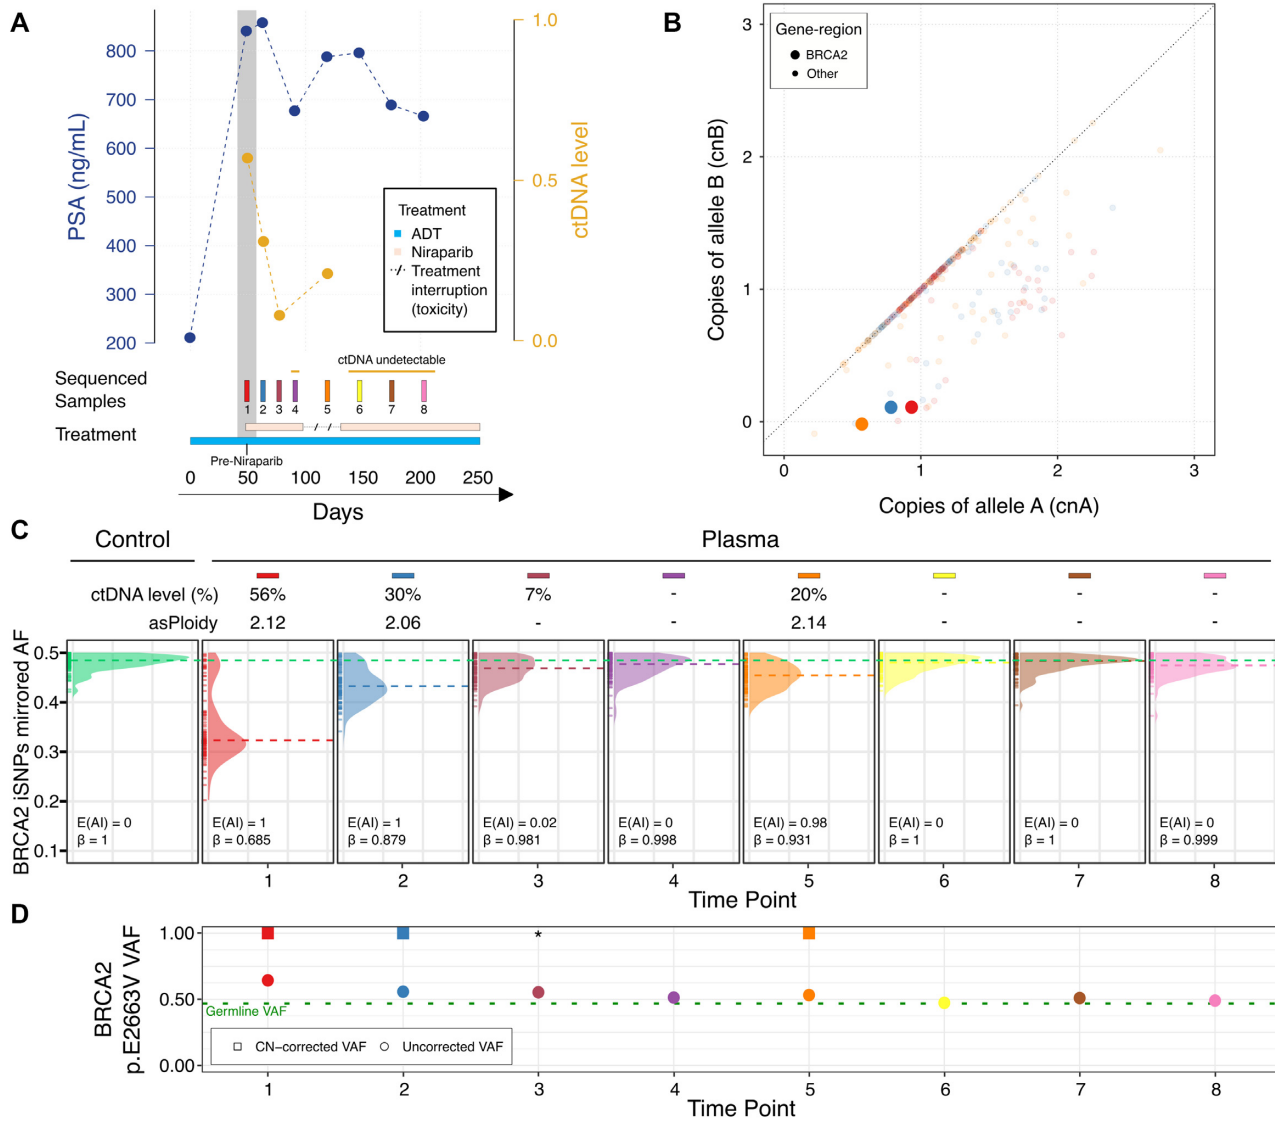 A
PSA (ng/mL)
800
700
600
500
400
300
200
1.0
0.5
0.0
ctDNA level
Treatment
ADT
Niraparib
Treatment
interruption
(toxicity)
ctDNA undetectable
Sequenced
Samples
1 2 3 4 5 6 7 8
Treatment
Pre-Niraparib
0 50 100 150 200 250
Days
B
Gene-region
BRCA2
Other
Copies of allele B (cnB)
3
2
1
0
0 1 2 3
Copies of allele A (cnA)
C
Control Plasma
ctDNA level (%) 56% 30% 7% - 20% - - -
asPloidy 2.12 2.06 - - 2.14 - - -
BRCA2 iSNPs mirrored AF
0.5
0.4
0.3
0.2
0.1
E(AI) = 0 E(AI) = 1 E(AI) = 1 E(AI) = 0.02 E(AI) = 0 E(AI) = 0.98 E(AI) = 0 E(AI) = 0 E(AI) = 0
β = 1 β = 0.685 β = 0.879 β = 0.981 β = 0.998 β = 0.931 β = 1 β = 1 β = 0.999
1 2 3 4 5 6 7 8
Time Point
D
BRCA2
p.E2663V VAF
1.00
0.50
0.00
*
Germline VAF
CN−corrected VAF Uncorrected VAF
1 2 3 4 5 6 7 8
Time Point